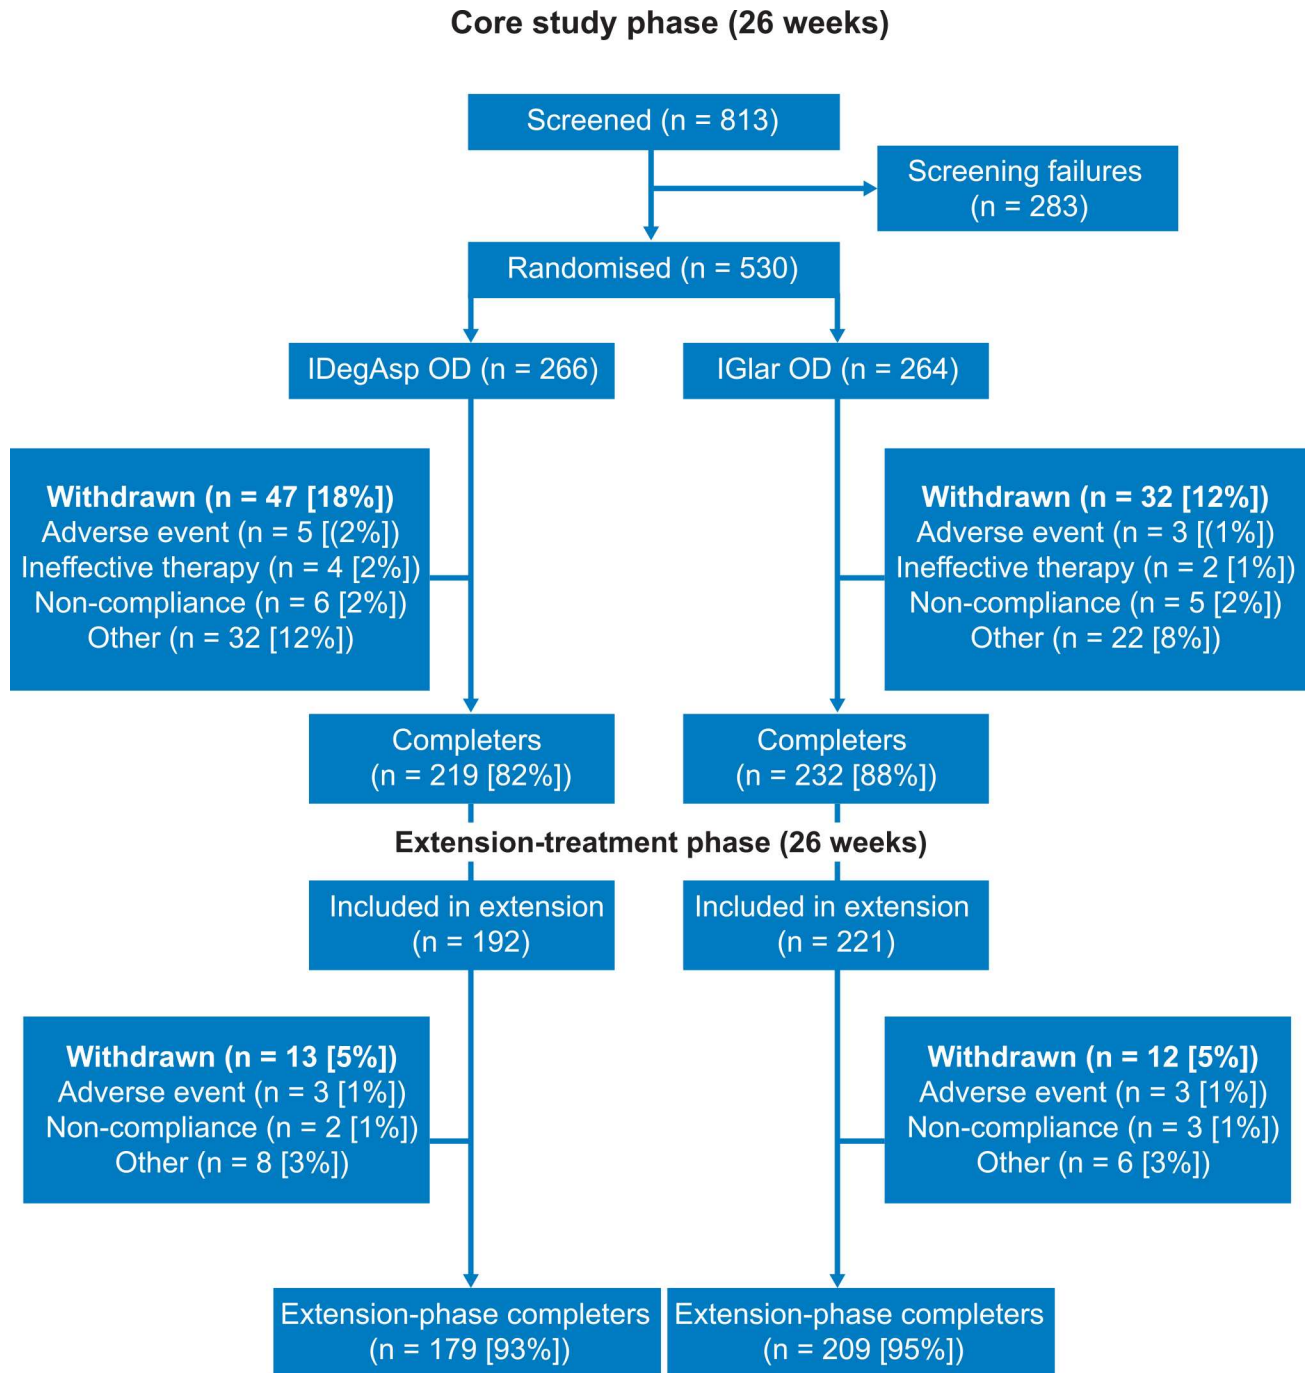 Core study phase (26 weeks)
Screened (n = 813)
Screening failures
(n = 283)
Randomised (n = 530)
IDegAsp OD (n = 266)
IGlar OD (n = 264)
Withdrawn (n = 47 [18%])
Adverse event (n = 5 [(2%])
Ineffective therapy (n = 4 [2%])
Non-compliance (n = 6 [2%])
Other (n = 32 [12%])
Withdrawn (n = 32 [12%])
Adverse event (n = 3 [(1%])
Ineffective therapy (n = 2 [1%])
Non-compliance (n = 5 [2%])
Other (n = 22 [8%])
Completers
(n = 219 [82%])
Completers
(n = 232 [88%])
Extension-treatment phase (26 weeks)
Included in extension
(n = 192)
Included in extension
(n = 221)
Withdrawn (n = 13 [5%])
Adverse event (n = 3 [1%])
Non-compliance (n = 2 [1%])
Other (n = 8 [3%])
Withdrawn (n = 12 [5%])
Adverse event (n = 3 [1%])
Non-compliance (n = 3 [1%])
Other (n = 6 [3%])
Extension-phase completers
(n = 179 [93%])
Extension-phase completers
(n = 209 [95%])